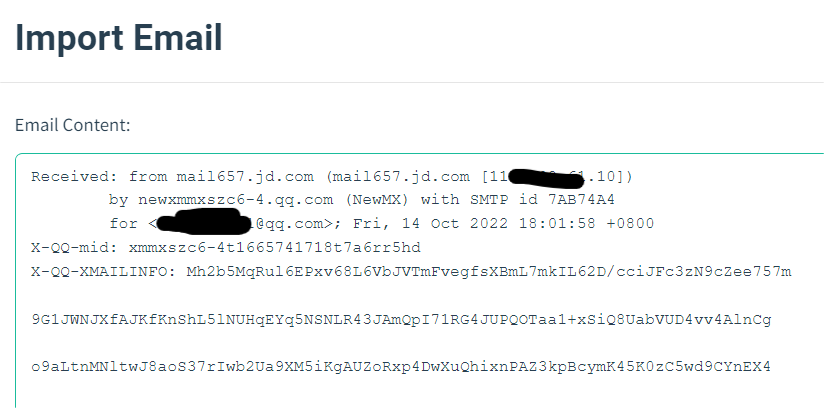 Import Email
Email Content:
Received: from mail657.jd.com (mail657.jd.com [11 .10])
by newxmmxszc6-4.qq.com (NewMX) with SMTP id 7AB74A4
for < @qq.com>; Fri, 14 Oct 2022 18:01:58 +0800
X-QQ-mid: xmmxszc6-4t1665741718t7a6rr5hd
X-QQ-XMAILINFO: Mh2b5MqRul6EPxv68L6VbJVTmFvegfsXBmL7mkIL62D/cciJFc3zN9cZee757m
9G1JWNJXfAJKfKnShL5lNUHqEYq5NSNLR43JAmQpI71RG4JUPQOTaa1+xSiQ8UabVUD4vv4AlnCg
o9aLtnMNltwJ8aoS37rIwb2Ua9XM5iKgAUZoRxp4DwXuQhixnPAZ3kpBcymK45K0zC5wd9CYnEX4